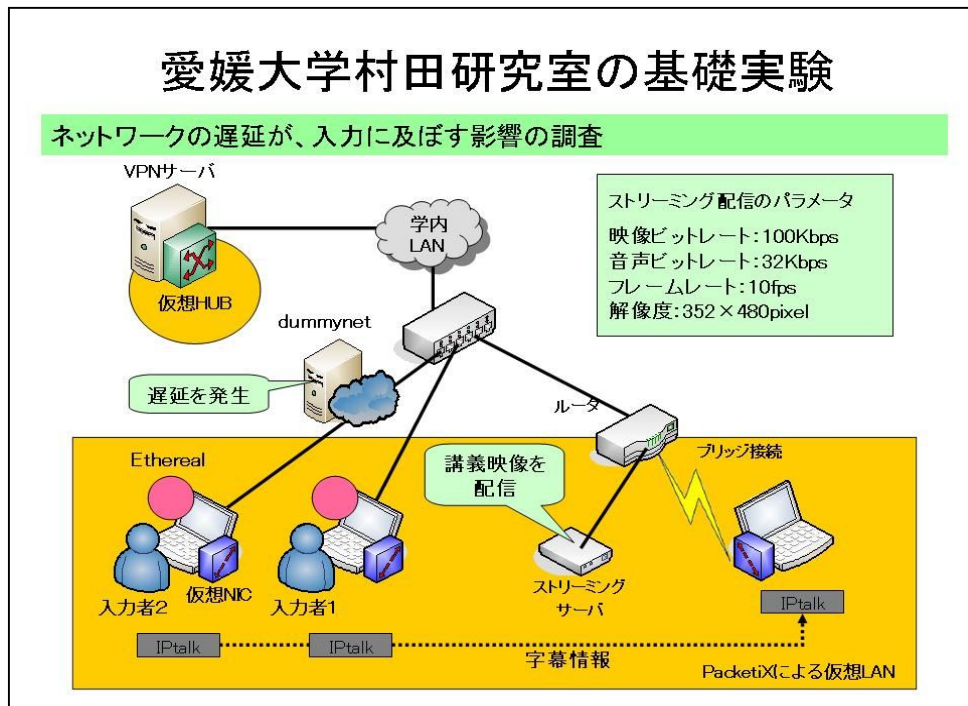 愛媛大学村田研究室の基礎実験
ネットワークの遅延が、入力に及ぼす影響の調査
VPNサーバ
仮想HUB
学内
LAN
ストリーミング配信のパラメータ
映像ビットレート:100Kbps
音声ビットレート:32Kbps
フレームレート:10fps
解像度:352×480pixel
dummynet
遅延を発生
ルータ
ブリッジ接続
Ethereal
講義映像を
配信
仮想NIC
入力者2
入力者1
ストリーミング
サーバ
IPtalk
IPtalk
IPtalk
字幕情報
PacketiXによる仮想LAN